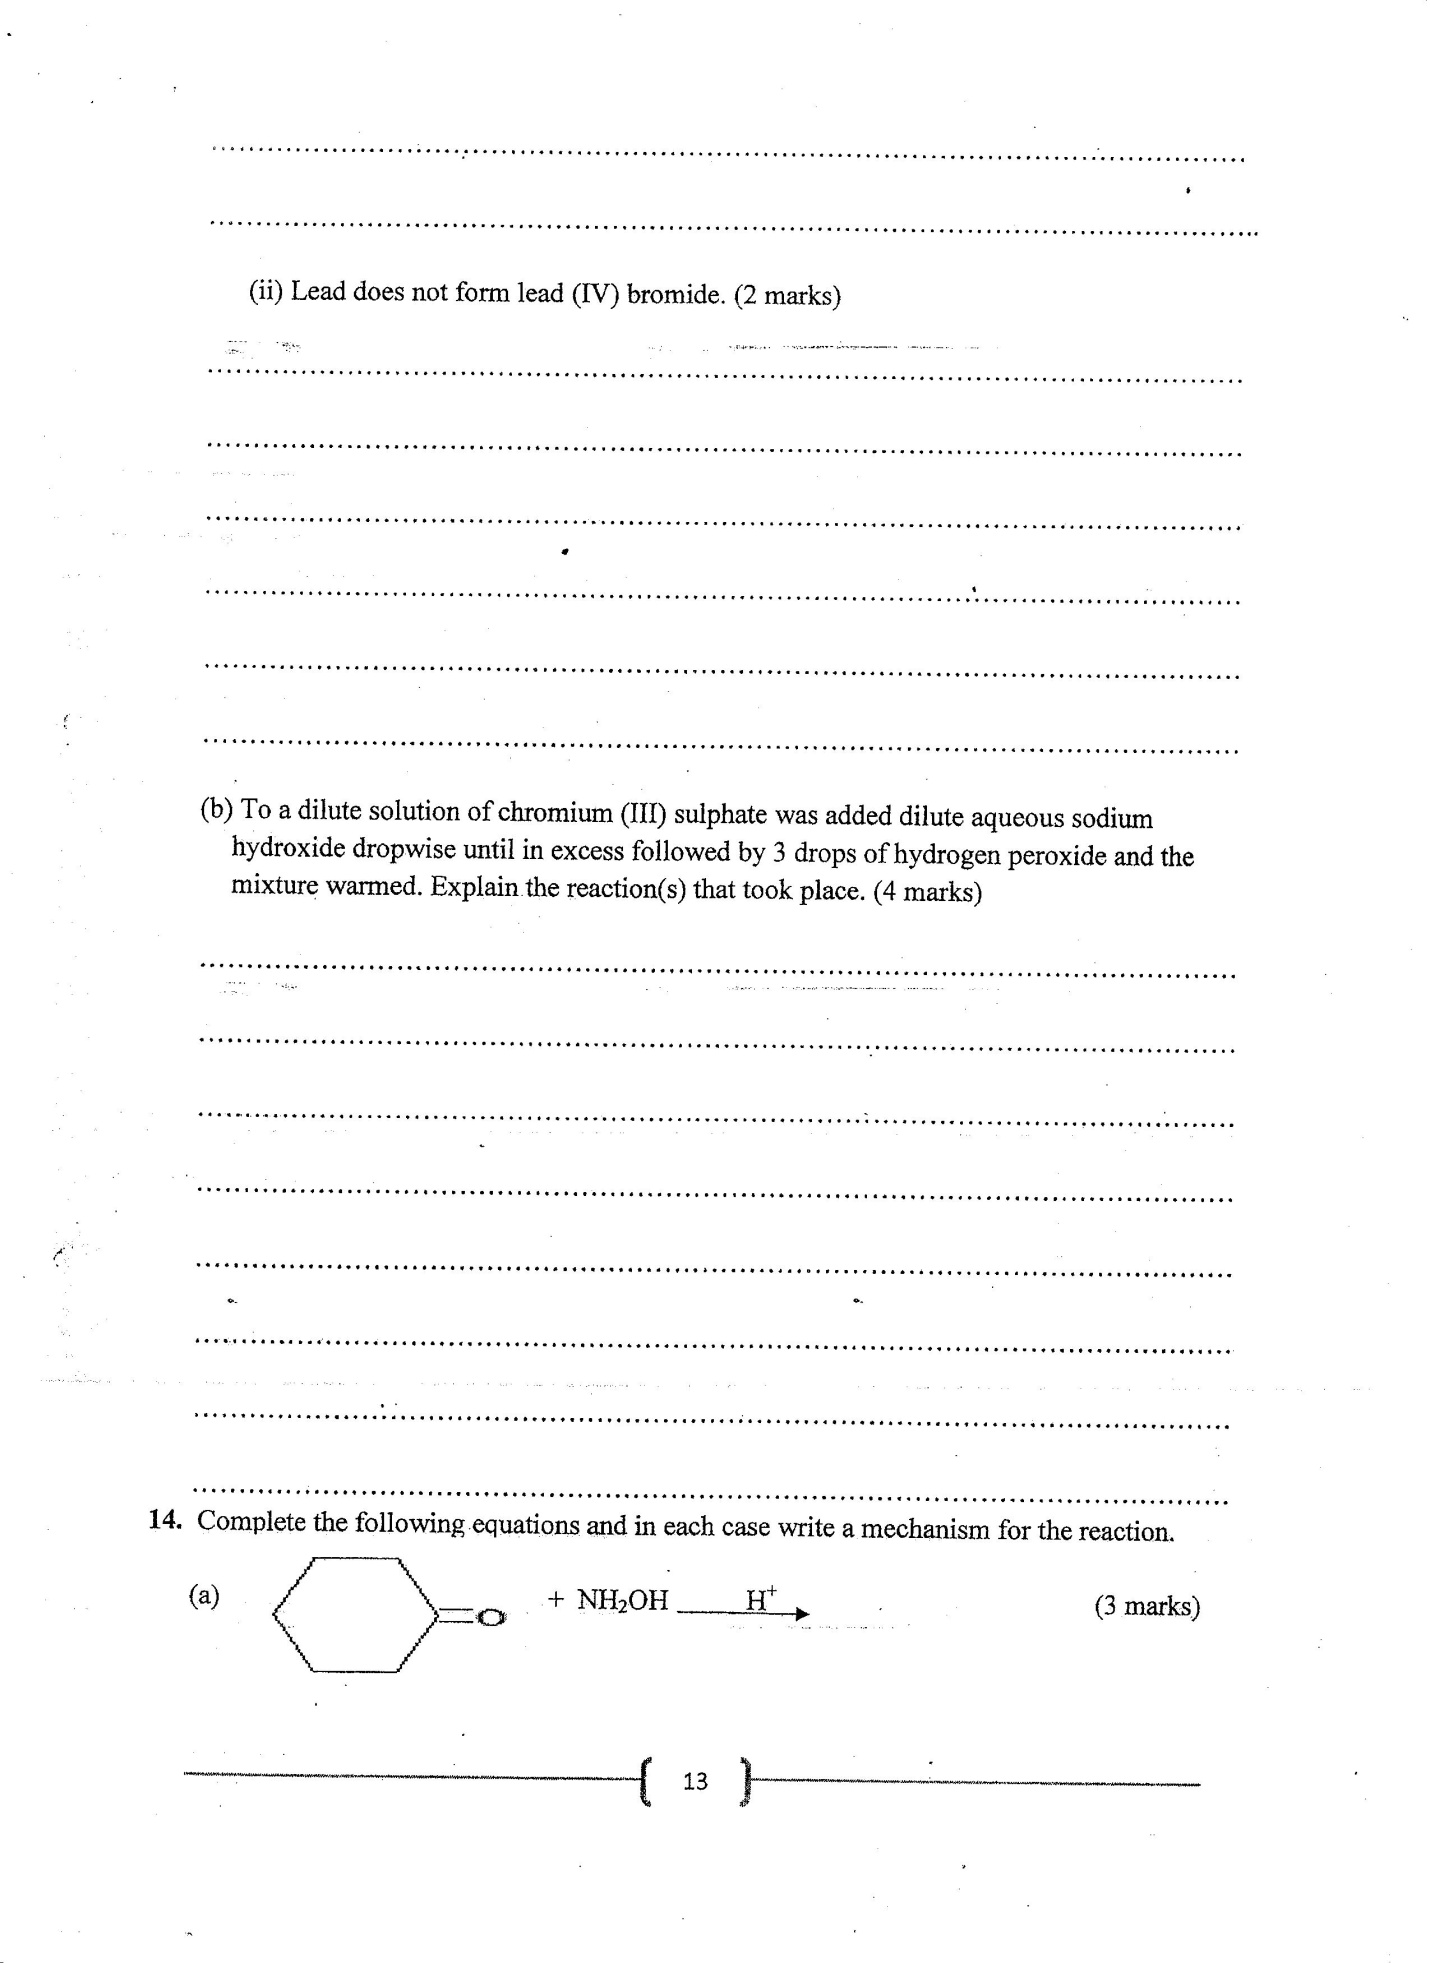 (ii) Lead does not form lead (IV) bromide. (2 marks)
(b) To a dilute solution of chromium (III) sulphate was added dilute aqueous sodium
hydroxide dropwise until in excess followed by 3 drops of hydrogen peroxide and the
mixture warmed. Explain the reaction(s) that took place. (4 marks)
14. Complete the following equations and in each case write a mechanism for the reaction.
(a) =O + NH₂OH H⁺ (3 marks)
13